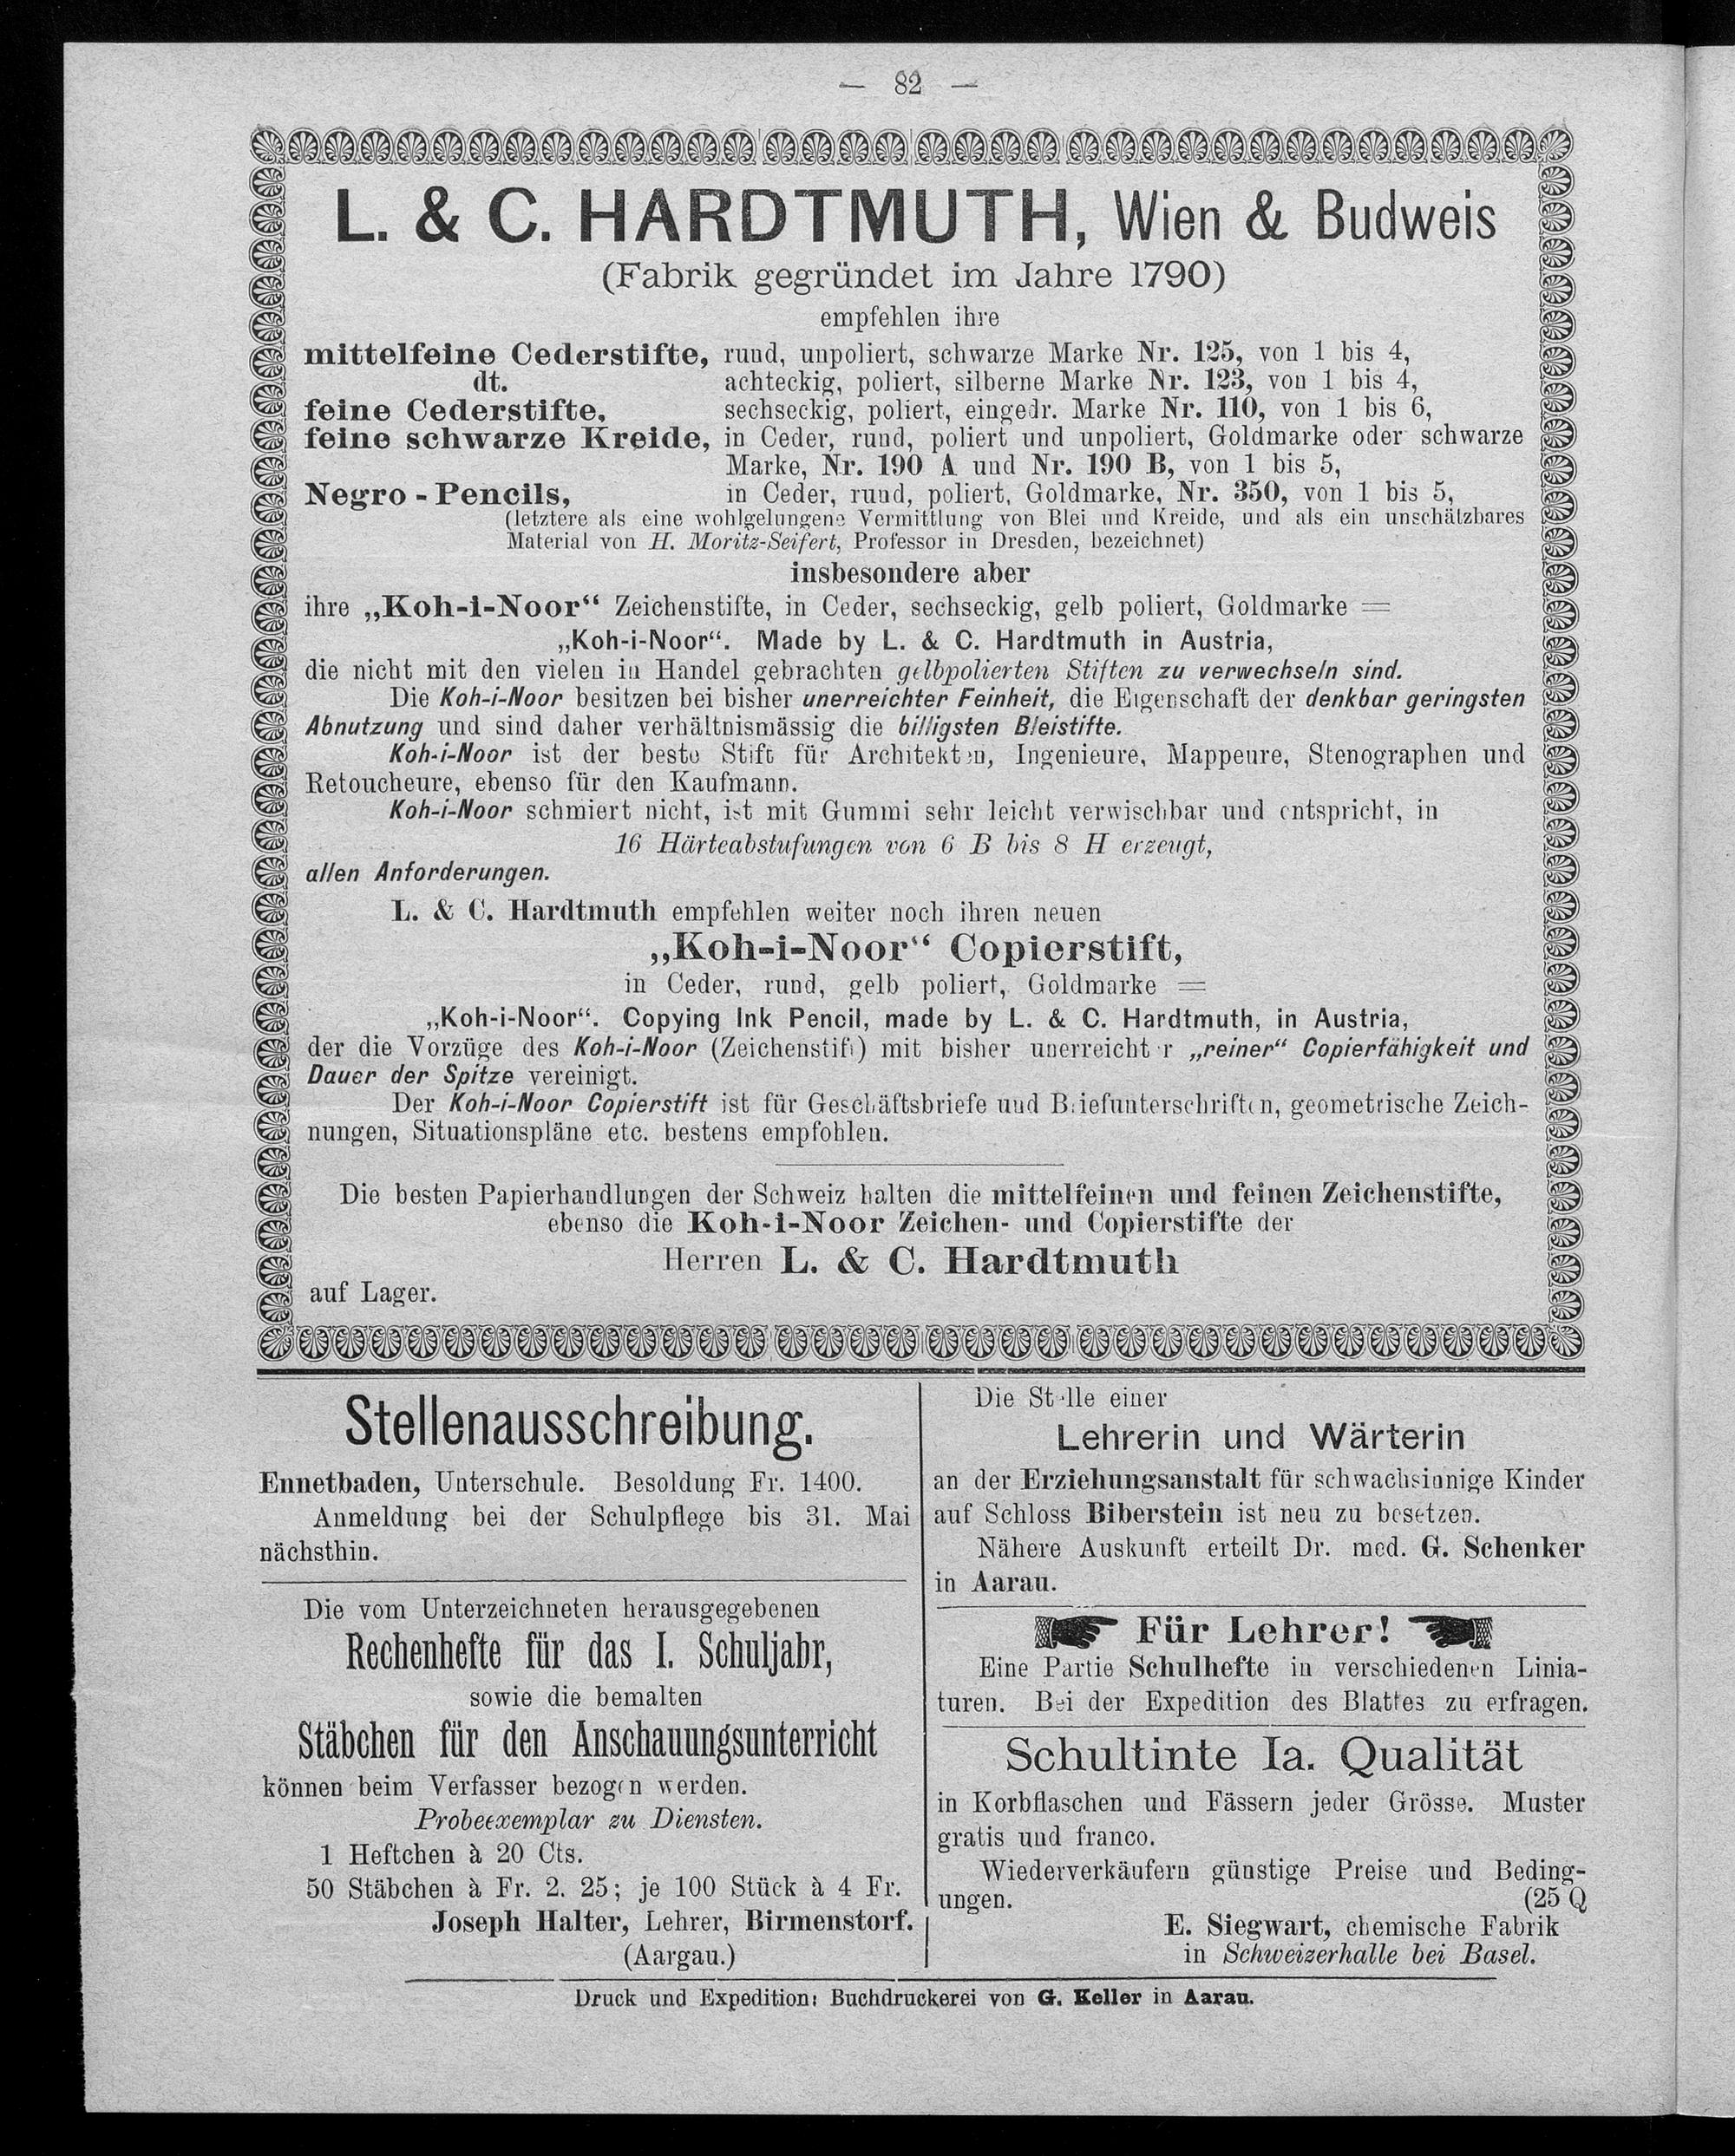 — 82 —
L. & C. HARDTMUTH, Wien & Budweis
(Fabrik gegründet im Jahre 1790)
empfehlen ihre
mittelfeine Cederstifte, rund, unpoliert, schwarze Marke Nr. 125, von 1 bis 4,
dt. achteckig, poliert, silberne Marke Nr. 123, von 1 bis 4,
feine Cederstifte, sechseckig, poliert, eingedr. Marke Nr. 110, von 1 bis 6,
feine schwarze Kreide, in Ceder, rund, poliert und unpoliert, Goldmarke oder schwarze
Marke, Nr. 190 A und Nr. 190 B, von 1 bis 5,
Negro-Pencils, in Ceder, rund, poliert, Goldmarke, Nr. 350, von 1 bis 5,
(letztere als eine wohlgelungene Vermittlung von Blei und Kreide, und als ein unschätzbares
Material von H. Moritz-Seifert, Professor in Dresden, bezeichnet)
insbesondere aber
ihre „Koh-i-Noor“ Zeichenstifte, in Ceder, sechseckig, gelb poliert, Goldmarke =
„Koh-i-Noor“. Made by L. & C. Hardtmuth in Austria,
die nicht mit den vielen in Handel gebrachten gelbpolierten Stiften zu verwechseln sind.
Die Koh-i-Noor besitzen bei bisher unerreichter Feinheit, die Eigenschaft der denkbar geringsten
Abnutzung und sind daher verhältnismässig die billigsten Bleistifte.
Koh-i-Noor ist der beste Stift für Architekten, Ingenieure, Mappeure, Stenographen und
Retoucheure, ebenso für den Kaufmann.
Koh-i-Noor schmiert nicht, ist mit Gummi sehr leicht verwischbar und entspricht, in
16 Härteabstufungen von 6 B bis 8 H erzeugt,
allen Anforderungen.
L. & C. Hardtmuth empfehlen weiter noch ihren neuen
„Koh-i-Noor“ Copierstift,
in Ceder, rund, gelb poliert, Goldmarke =
„Koh-i-Noor“. Copying Ink Pencil, made by L. & C. Hardtmuth, in Austria,
der die Vorzüge des Koh-i-Noor (Zeichenstift) mit bisher unerreichter „reiner“ Copierfähigkeit und
Dauer der Spitze vereinigt.
Der Koh-i-Noor Copierstift ist für Geschäftsbriefe und Briefunterschriften, geometrische Zeich-
nungen, Situationspläne etc. bestens empfohlen.
Die besten Papierhandlungen der Schweiz halten die mittelfeinen und feinen Zeichenstifte,
ebenso die Koh-i-Noor Zeichen- und Copierstifte der
Herren L. & C. Hardtmuth
auf Lager.
Stellenausschreibung.
Ennetbaden, Unterschule. Besoldung Fr. 1400.
Anmeldung bei der Schulpflege bis 31. Mai
nächsthin.
Die vom Unterzeichneten herausgegebenen
Rechenhefte für das I. Schuljahr,
sowie die bemalten
Stäbchen für den Anschauungsunterricht
können beim Verfasser bezogen werden.
Probeexemplar zu Diensten.
1 Heftchen à 20 Cts.
50 Stäbchen à Fr. 2. 25; je 100 Stück à 4 Fr.
Joseph Halter, Lehrer, Birmenstorf.
(Aargau.)
Die Stelle einer
Lehrerin und Wärterin
an der Erziehungsanstalt für schwachsinnige Kinder
auf Schloss Biberstein ist neu zu besetzen.
Nähere Auskunft erteilt Dr. med. G. Schenker
in Aarau.
Für Lehrer!
Eine Partie Schulhefte in verschiedenen Linia-
turen. Bei der Expedition des Blattes zu erfragen.
Schultinte Ia. Qualität
in Korbflaschen und Fässern jeder Grösse. Muster
gratis und franco.
Wiederverkäufern günstige Preise und Beding-
ungen. (25 Q
E. Siegwart, chemische Fabrik
in Schweizerhalle bei Basel.
Druck und Expedition: Buchdruckerei von G. Keller in Aarau.